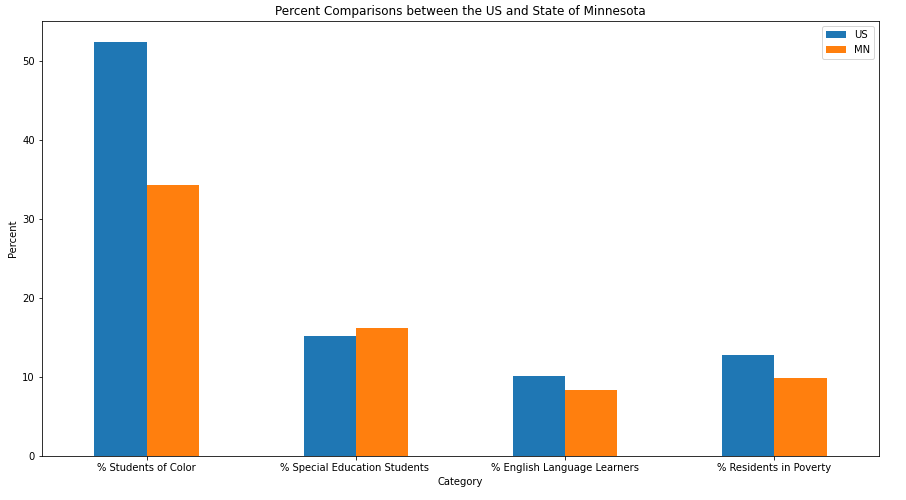 Percent Comparisons between the US and State of Minnesota
US
MN
Percent
50
40
30
20
10
0
% Students of Color
% Special Education Students
% English Language Learners
% Residents in Poverty
Category